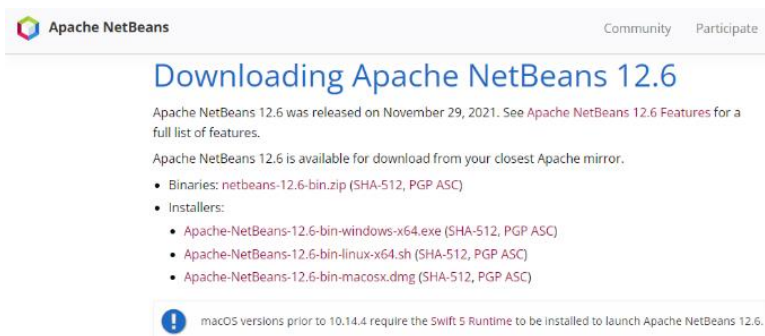 Apache NetBeans
Community Participate
Downloading Apache NetBeans 12.6
Apache NetBeans 12.6 was released on November 29, 2021. See Apache NetBeans 12.6 Features for a
full list of features.
Apache NetBeans 12.6 is available for download from your closest Apache mirror.
• Binaries: netbeans-12.6-bin.zip (SHA-512, PGP ASC)
• Installers:
• Apache-NetBeans-12.6-bin-windows-x64.exe (SHA-512, PGP ASC)
• Apache-NetBeans-12.6-bin-linux-x64.sh (SHA-512, PGP ASC)
• Apache-NetBeans-12.6-bin-macosx.dmg (SHA-512, PGP ASC)
macOS versions prior to 10.14.4 require the Swift 5 Runtime to be installed to launch Apache NetBeans 12.6.